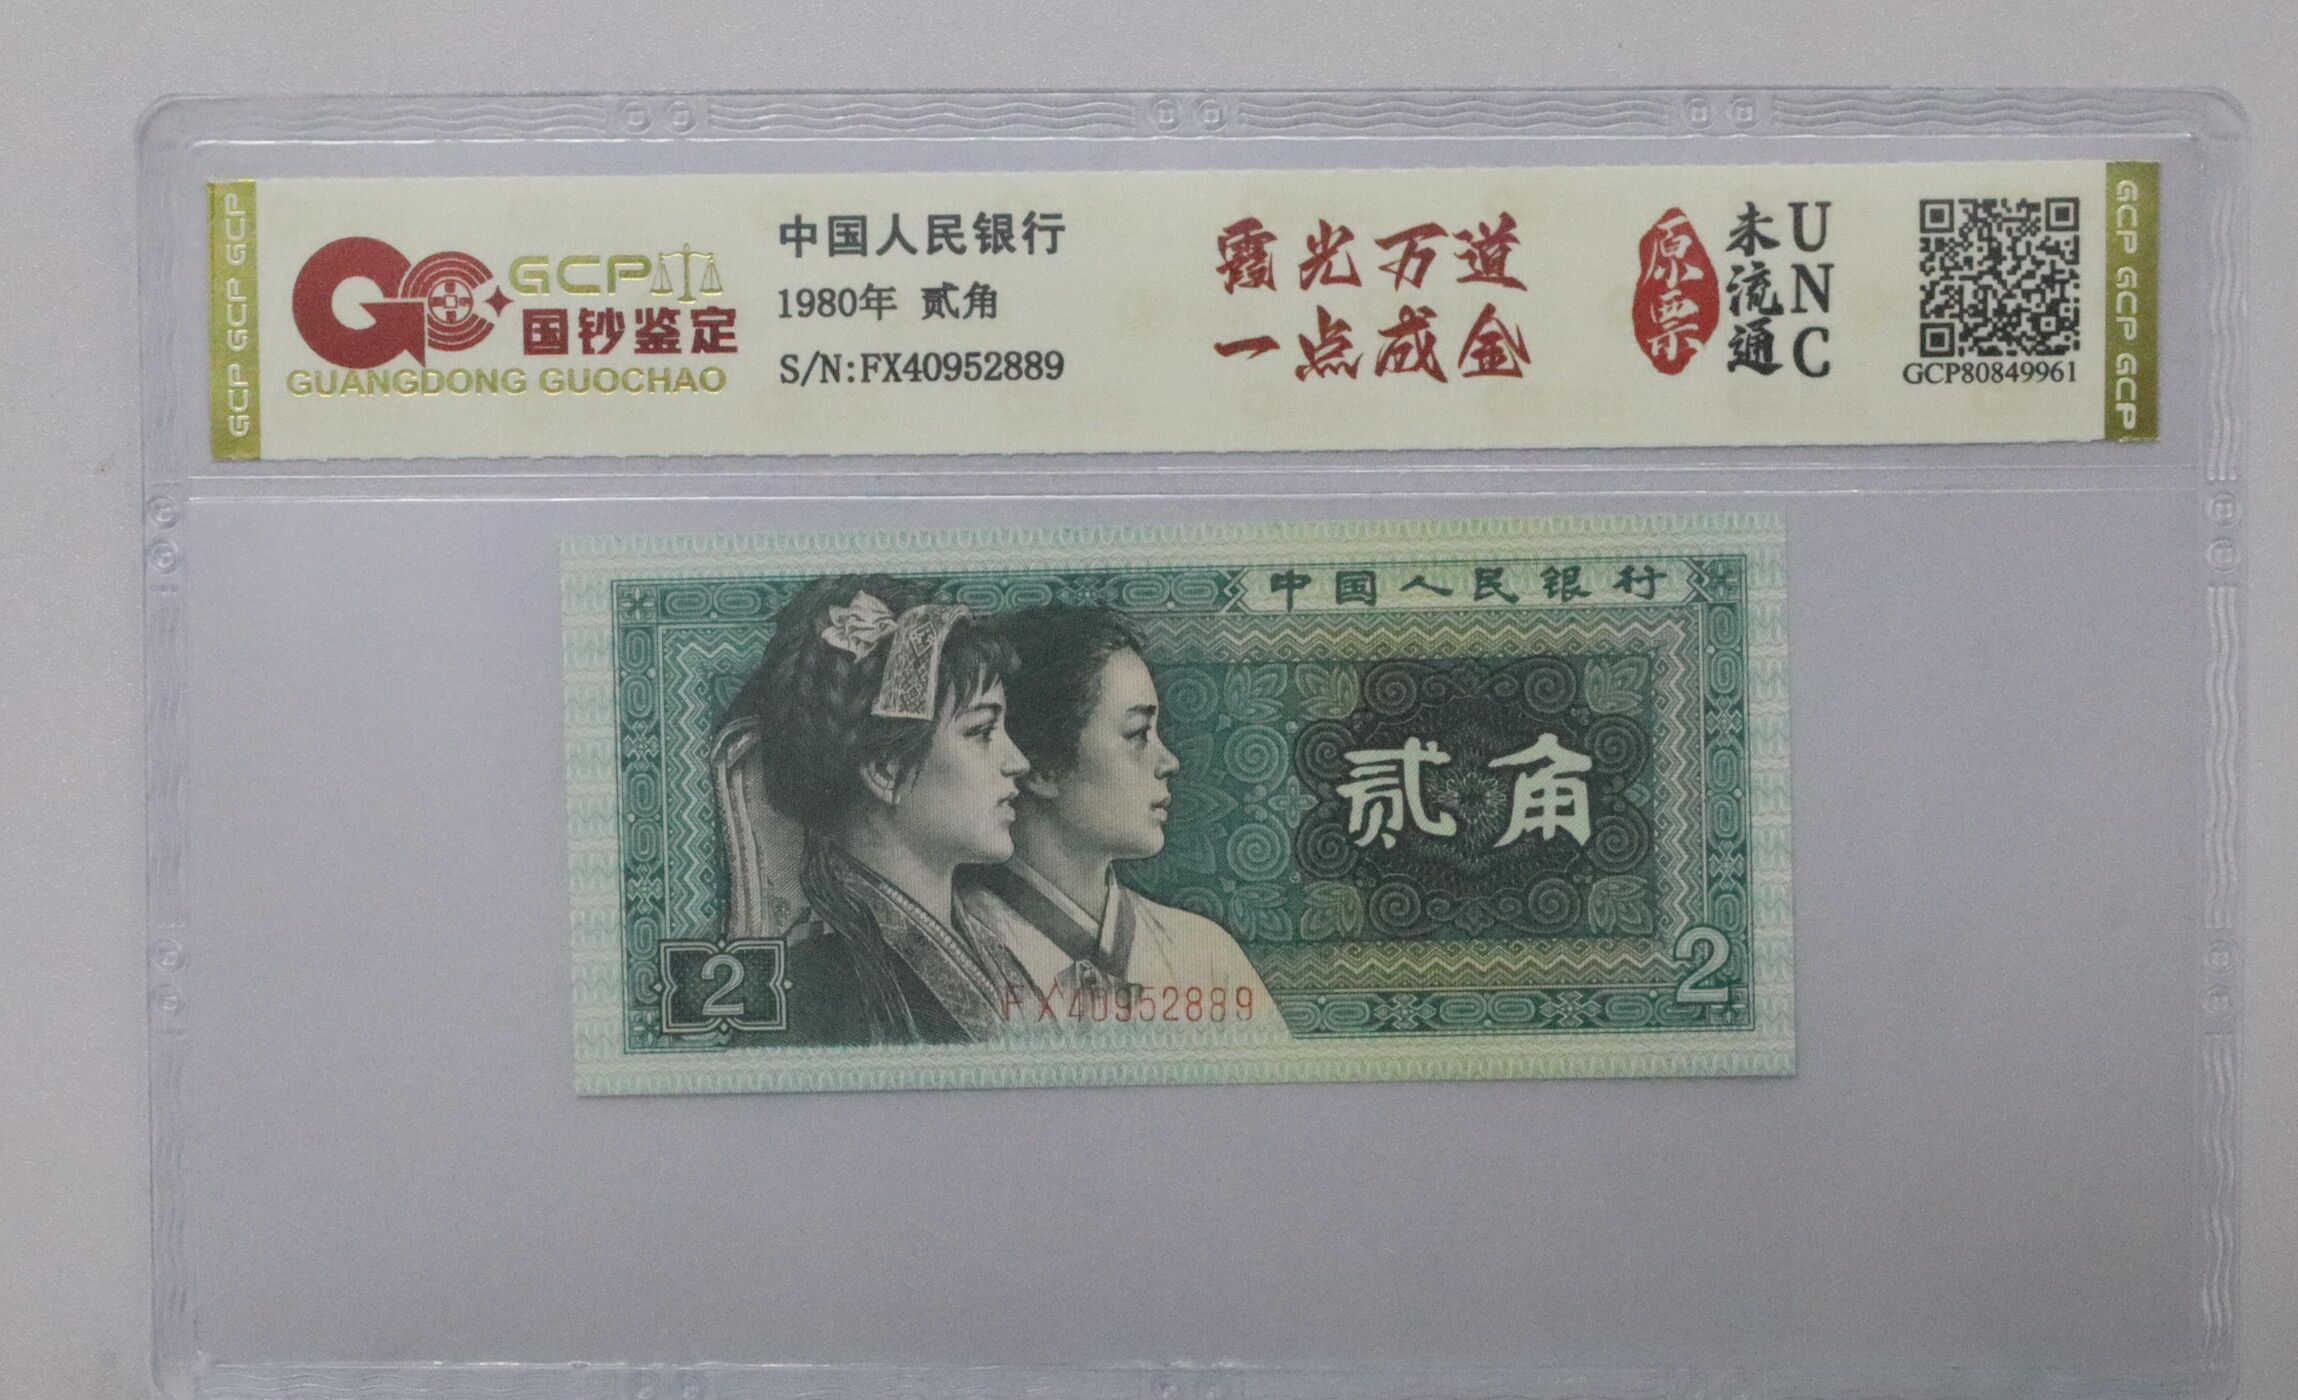 GCP GCP GCP
GCP
国钞鉴定
GUANGDONG GUOCHAO
中国人民银行
1980年 贰角
S/N:FX40952889
霞光万道
一点成金
原票
未流通
UNC
GCP80849961
GCP GCP GCP
中国人民银行
贰角
2
2
FX40952889